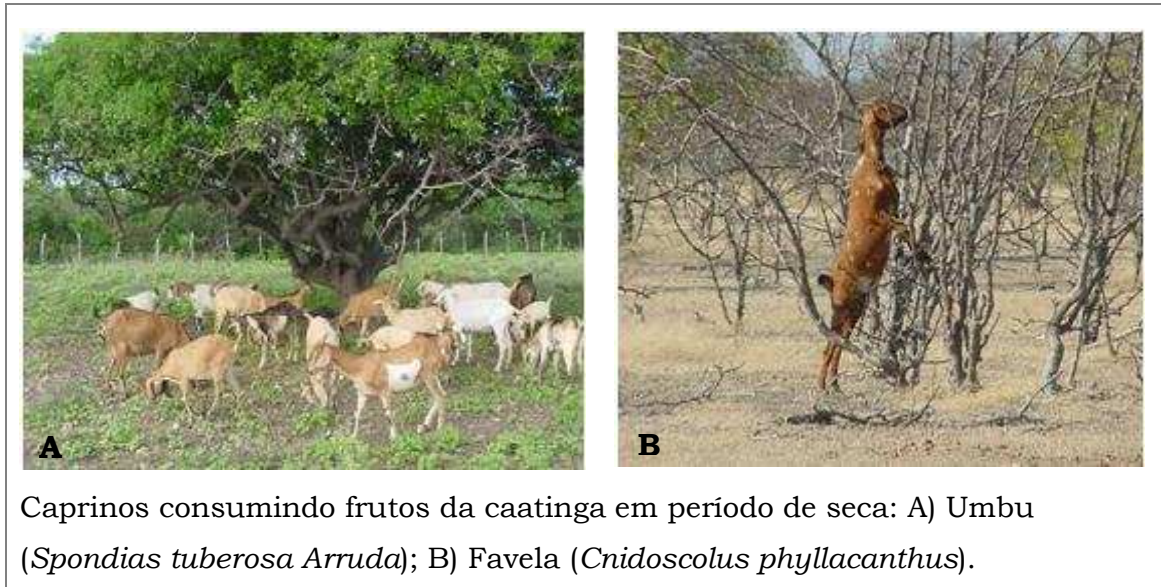 A
B
Caprinos consumindo frutos da caatinga em período de seca: A) Umbu
(Spondias tuberosa Arruda); B) Favela (Cnidoscolus phyllacanthus).